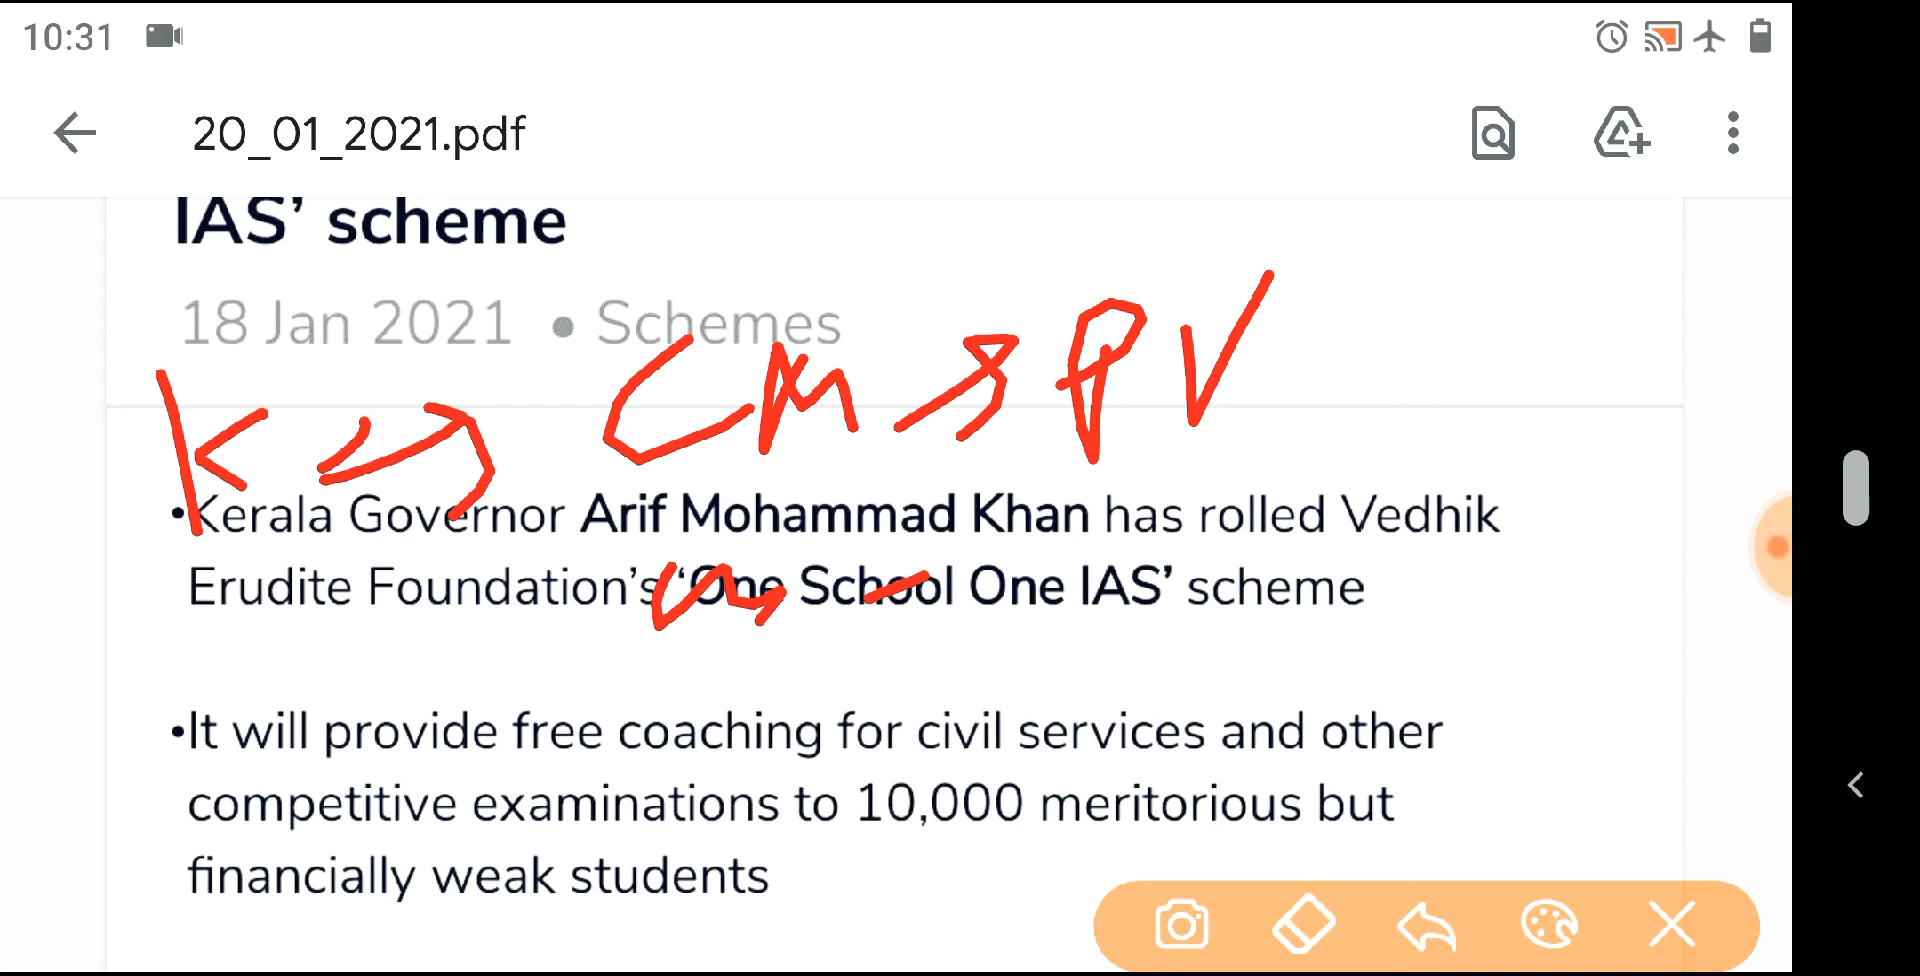 10:31
20_01_2021.pdf
IAS’ scheme
18 Jan 2021 • Schemes
K → CM → PV
•Kerala Governor Arif Mohammad Khan has rolled Vedhik
Erudite Foundation’s ‘One School One IAS’ scheme
•It will provide free coaching for civil services and other
competitive examinations to 10,000 meritorious but
financially weak students